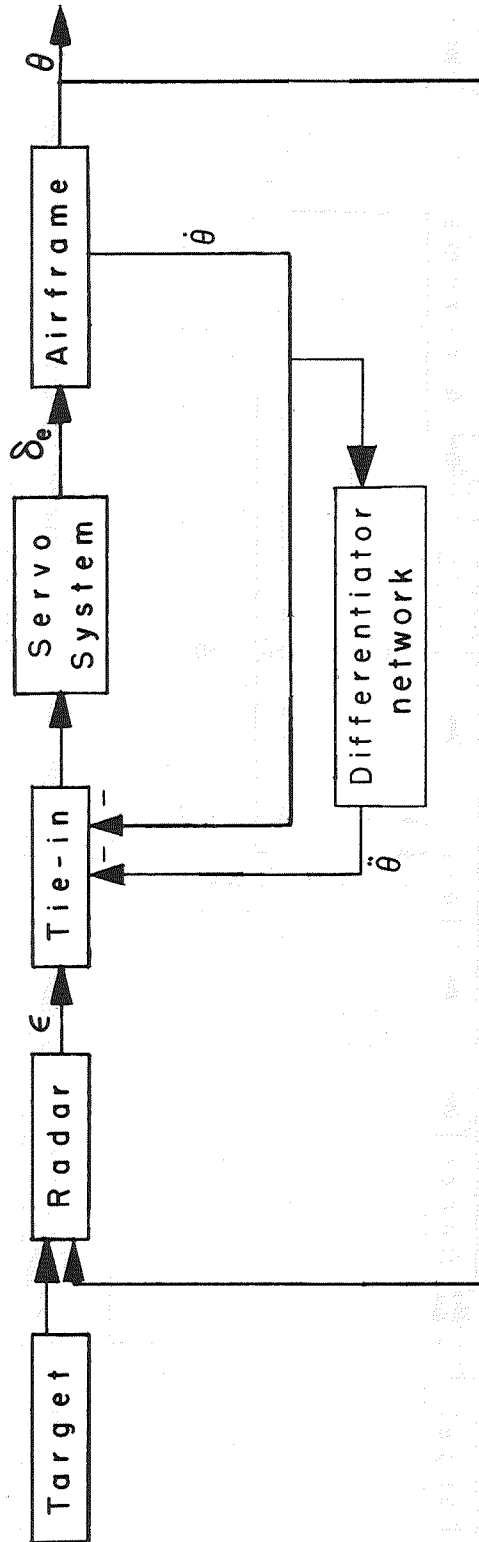 Target
Radar
ϵ
Tie-in
Servo
System
δe
Airframe
θ
θ̇
−
−
Differentiator
network
θ̈